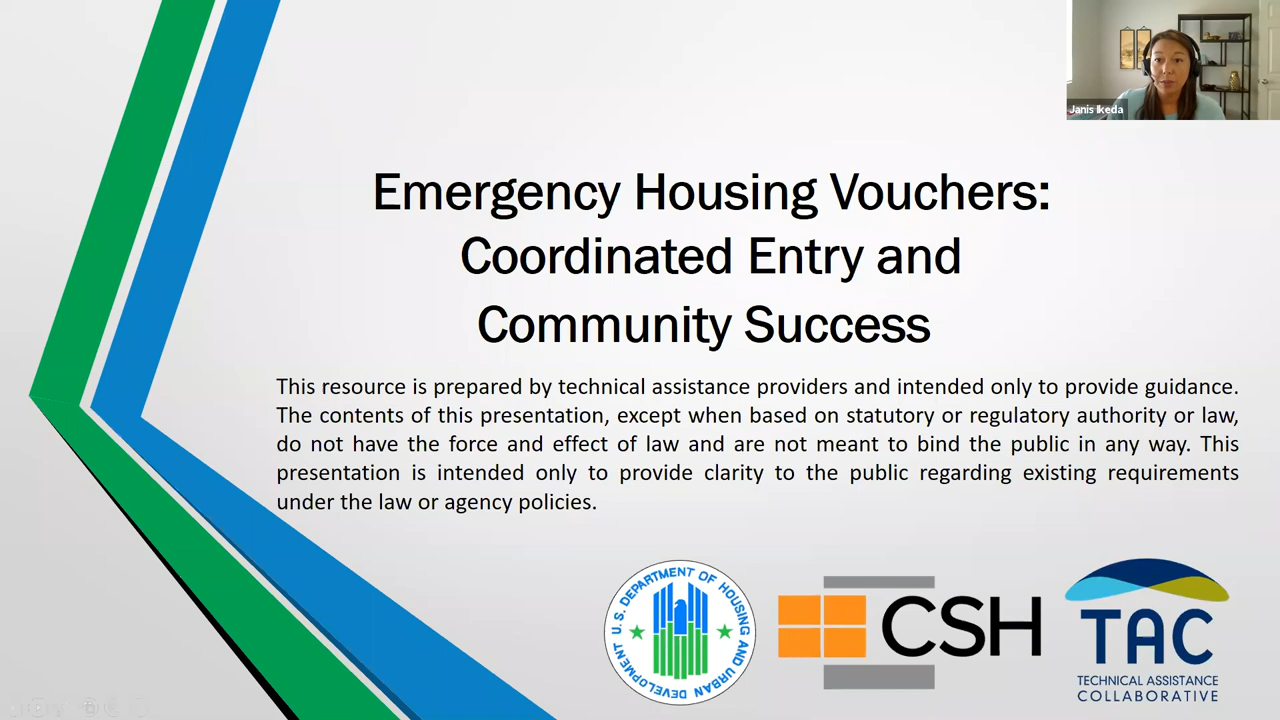 Janis Ikeda
Emergency Housing Vouchers:
Coordinated Entry and
Community Success
This resource is prepared by technical assistance providers and intended only to provide guidance.
The contents of this presentation, except when based on statutory or regulatory authority or law,
do not have the force and effect of law and are not meant to bind the public in any way. This
presentation is intended only to provide clarity to the public regarding existing requirements
under the law or agency policies.
U.S. DEPARTMENT OF HOUSING AND URBAN DEVELOPMENT
CSH
TAC
TECHNICAL ASSISTANCE
COLLABORATIVE